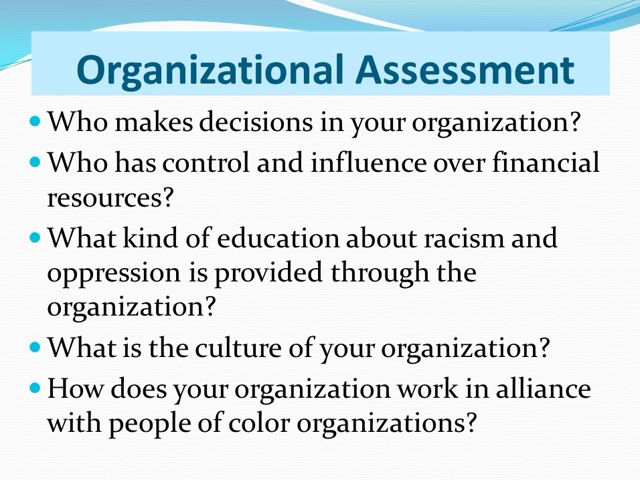 Organizational Assessment
• Who makes decisions in your organization?
• Who has control and influence over financial
resources?
• What kind of education about racism and
oppression is provided through the
organization?
• What is the culture of your organization?
• How does your organization work in alliance
with people of color organizations?